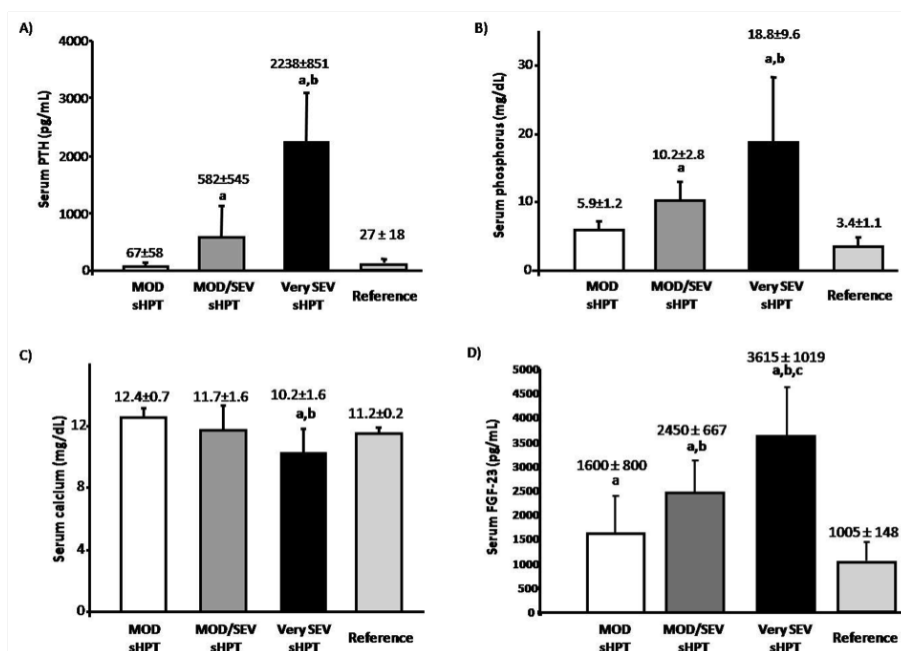 A)
Serum PTH (pg/mL)
4000
3000
2000
1000
0
67±58
582±545
a
2238±851
a,b
27 ± 18
MOD
sHPT
MOD/SEV
sHPT
Very SEV
sHPT
Reference
B)
Serum phosphorus (mg/dL)
30
20
10
0
5.9±1.2
10.2±2.8
a
18.8±9.6
a,b
3.4±1.1
MOD
sHPT
MOD/SEV
sHPT
Very SEV
sHPT
Reference
C)
Serum calcium (mg/dL)
12
8
4
0
12.4±0.7
11.7±1.6
10.2±1.6
a,b
11.2±0.2
MOD
sHPT
MOD/SEV
sHPT
Very SEV
sHPT
Reference
D)
Serum FGF-23 (pg/mL)
5000
4500
4000
3500
3000
2500
2000
1500
1000
500
0
1600 ± 800
a
2450 ± 667
a,b
3615 ± 1019
a,b,c
1005 ± 148
MOD
sHPT
MOD/SEV
sHPT
Very SEV
sHPT
Reference